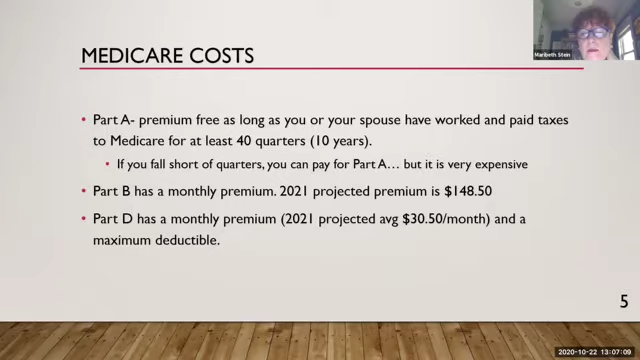 Maribeth Stein
MEDICARE COSTS
Part A- premium free as long as you or your spouse have worked and paid taxes
to Medicare for at least 40 quarters (10 years).
If you fall short of quarters, you can pay for Part A… but it is very expensive
Part B has a monthly premium. 2021 projected premium is $148.50
Part D has a monthly premium (2021 projected avg $30.50/month) and a
maximum deductible.
5
2020-10-22 13:07:09